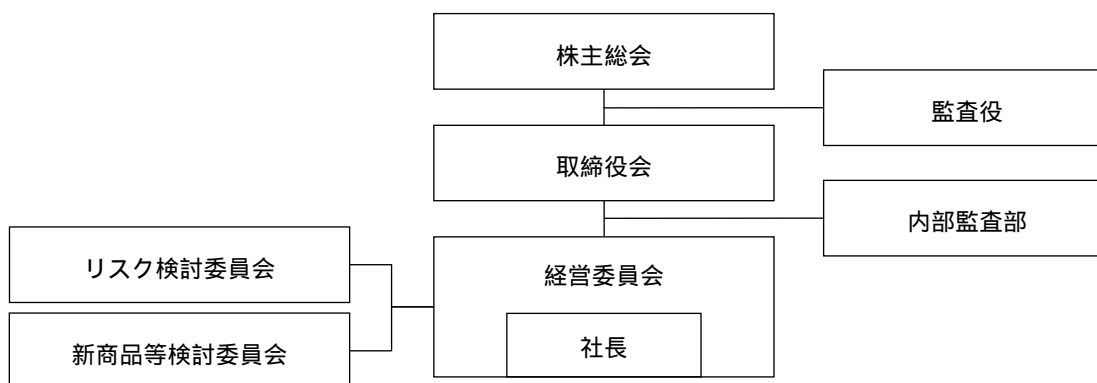 株主総会
監査役
取締役会
内部監査部
リスク検討委員会
経営委員会
新商品等検討委員会
社長